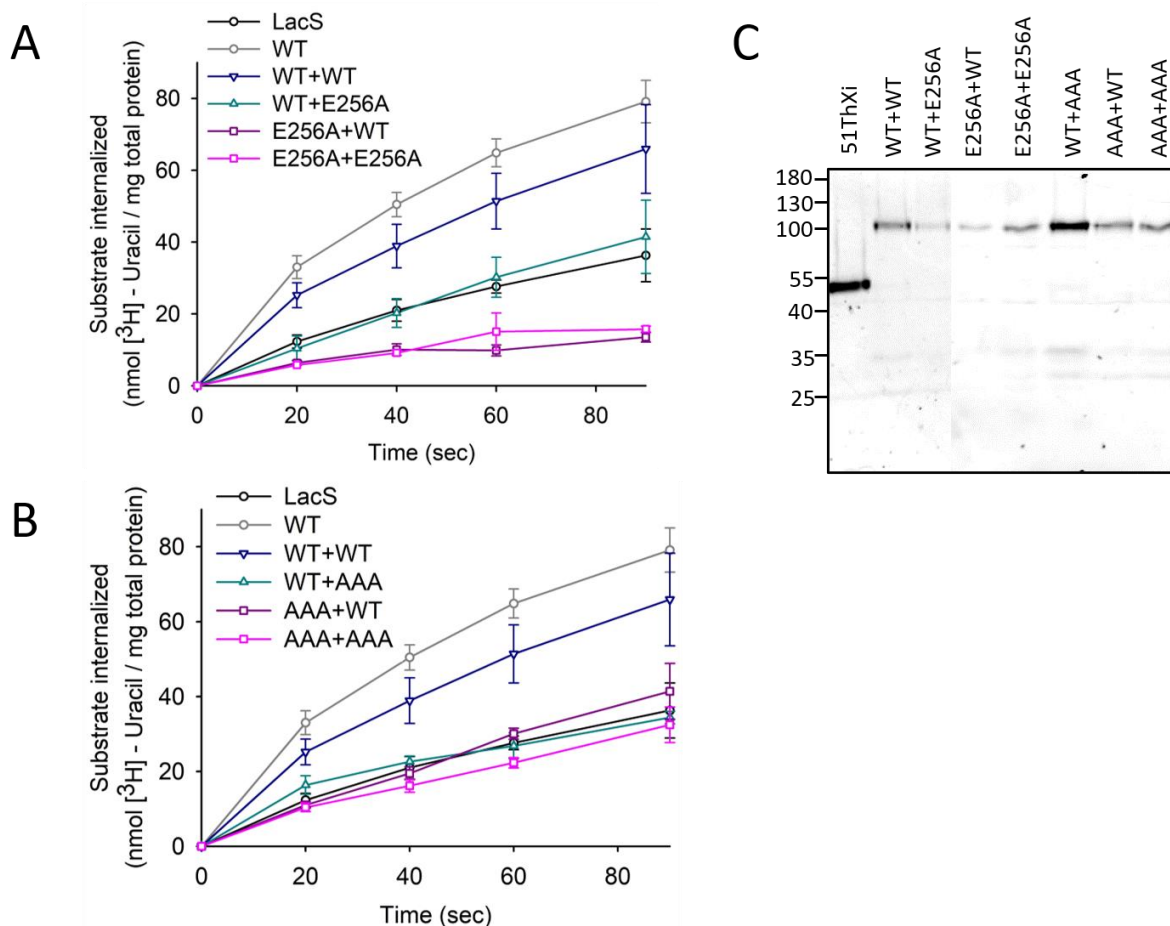 A
LacS
WT
WT+WT
WT+E256A
E256A+WT
E256A+E256A
Substrate internalized
(nmol [³H] - Uracil / mg total protein)
80
60
40
20
0
0 20 40 60 80
Time (sec)
B
LacS
WT
WT+WT
WT+AAA
AAA+WT
AAA+AAA
Substrate internalized
(nmol [³H] - Uracil / mg total protein)
80
60
40
20
0
0 20 40 60 80
Time (sec)
C
51ThXi
WT+WT
WT+E256A
E256A+WT
E256A+E256A
WT+AAA
AAA+WT
AAA+AAA
180
130
100
55
40
35
25